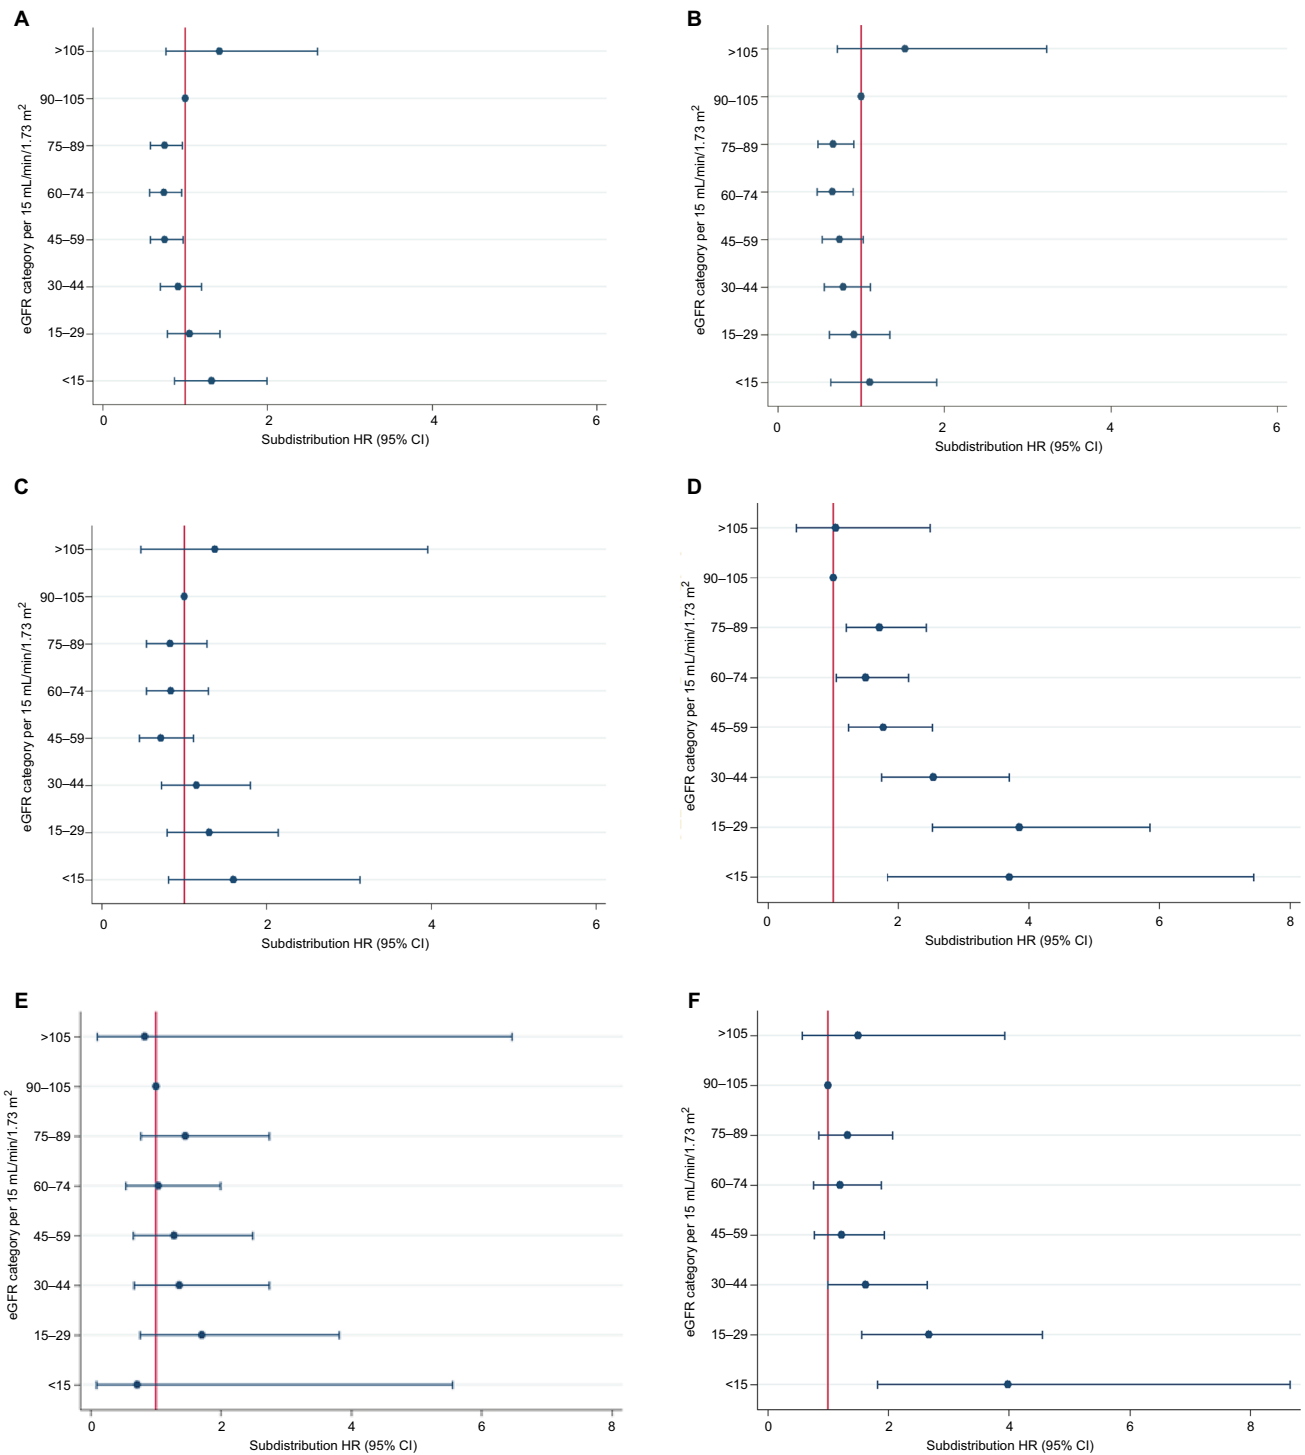 A
eGFR category per 15 mL/min/1.73 m²
>105
90–105
75–89
60–74
45–59
30–44
15–29
<15
0 2 4 6
Subdistribution HR (95% CI)
B
eGFR category per 15 mL/min/1.73 m²
>105
90–105
75–89
60–74
45–59
30–44
15–29
<15
0 2 4 6
Subdistribution HR (95% CI)
C
eGFR category per 15 mL/min/1.73 m²
>105
90–105
75–89
60–74
45–59
30–44
15–29
<15
0 2 4 6
Subdistribution HR (95% CI)
D
eGFR category per 15 mL/min/1.73 m²
>105
90–105
75–89
60–74
45–59
30–44
15–29
<15
0 2 4 6 8
Subdistribution HR (95% CI)
E
eGFR category per 15 mL/min/1.73 m²
>105
90–105
75–89
60–74
45–59
30–44
15–29
<15
0 2 4 6 8
Subdistribution HR (95% CI)
F
eGFR category per 15 mL/min/1.73 m²
>105
90–105
75–89
60–74
45–59
30–44
15–29
<15
0 2 4 6 8
Subdistribution HR (95% CI)